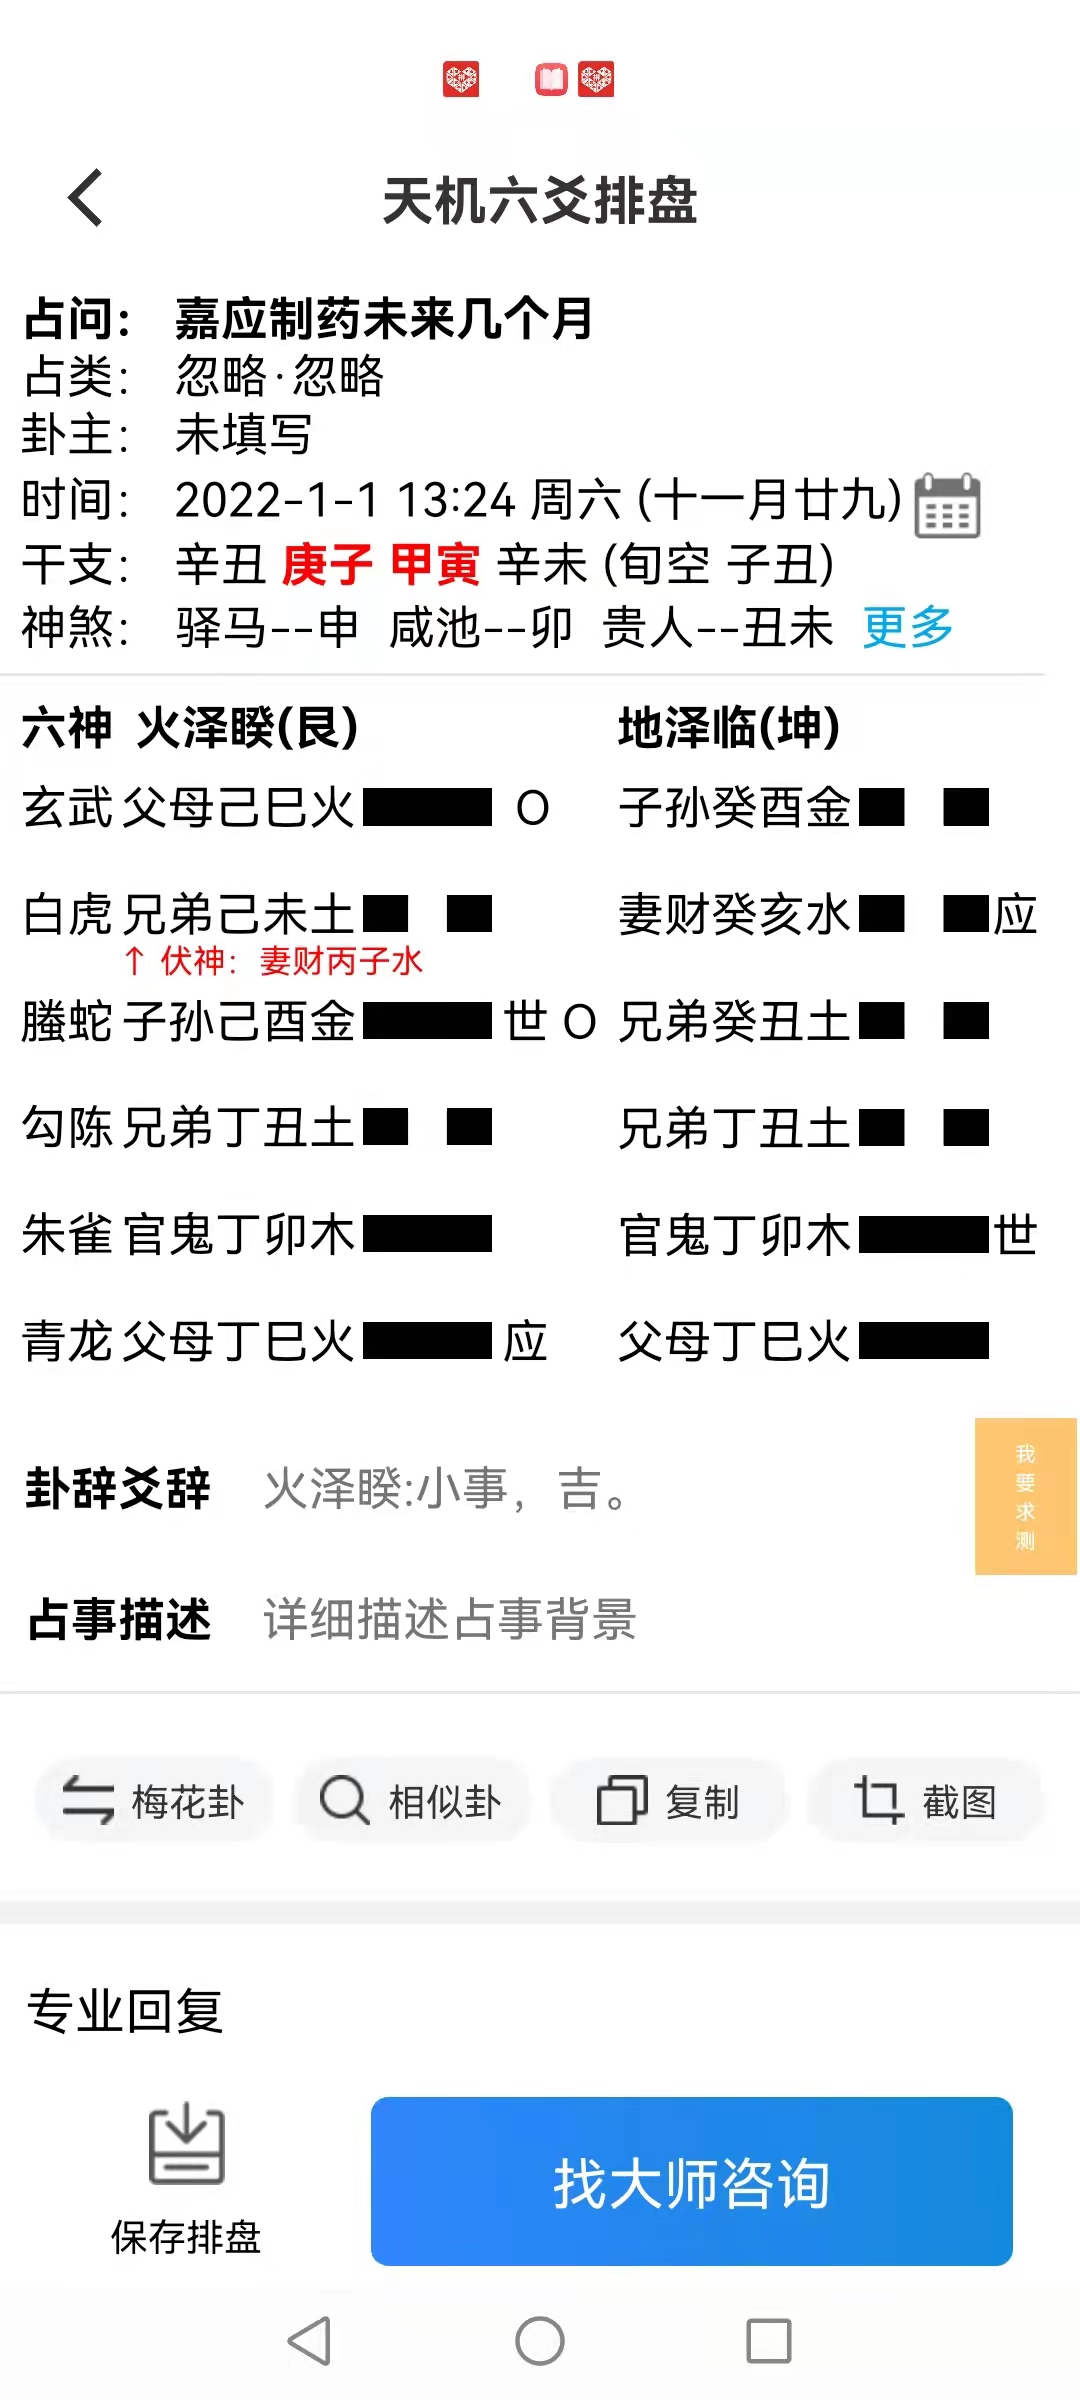 天机六爻排盘
占问： 嘉应制药未来几个月
占类： 忽略·忽略
卦主： 未填写
时间： 2022-1-1 13:24 周六 (十一月廿九)
干支： 辛丑 庚子 甲寅 辛未 (旬空 子丑)
神煞： 驿马--申 咸池--卯 贵人--丑未 更多
六神 火泽睽(艮) 地泽临(坤)
玄武 父母己巳火 O 子孙癸酉金
白虎 兄弟己未土 妻财癸亥水 应
↑ 伏神：妻财丙子水
螣蛇 子孙己酉金 世 O 兄弟癸丑土
勾陈 兄弟丁丑土 兄弟丁丑土
朱雀 官鬼丁卯木 官鬼丁卯木 世
青龙 父母丁巳火 应 父母丁巳火
我要求测
卦辞爻辞 火泽睽:小事，吉。
占事描述 详细描述占事背景
梅花卦 相似卦 复制 截图
专业回复
保存排盘 找大师咨询